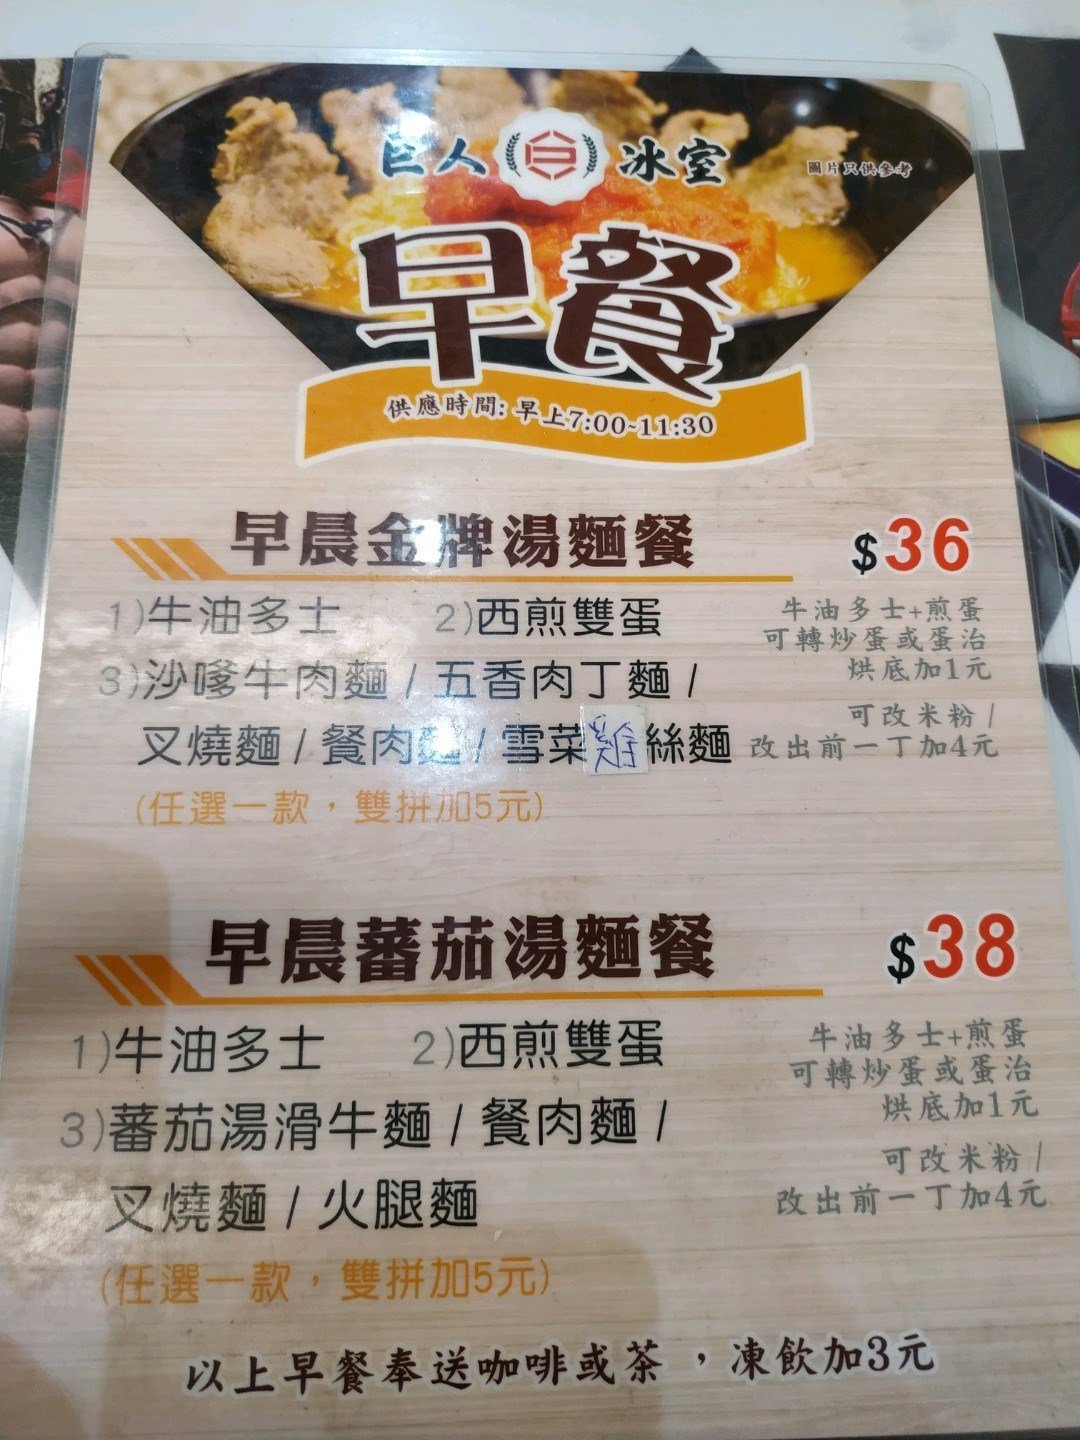 巨人 冰室
圖片只供參考
早餐
供應時間: 早上7:00~11:30
早晨金牌湯麵餐 $36
1)牛油多士 2)西煎雙蛋
3)沙嗲牛肉麵 / 五香肉丁麵 /
叉燒麵 / 餐肉麵 / 雪菜雞絲麵
(任選一款，雙拼加5元)
牛油多士+煎蛋
可轉炒蛋或蛋治
烘底加1元
可改米粉 /
改出前一丁加4元
早晨蕃茄湯麵餐 $38
1)牛油多士 2)西煎雙蛋
3)蕃茄湯滑牛麵 / 餐肉麵 /
叉燒麵 / 火腿麵
(任選一款，雙拼加5元)
牛油多士+煎蛋
可轉炒蛋或蛋治
烘底加1元
可改米粉 /
改出前一丁加4元
以上早餐奉送咖啡或茶，凍飲加3元